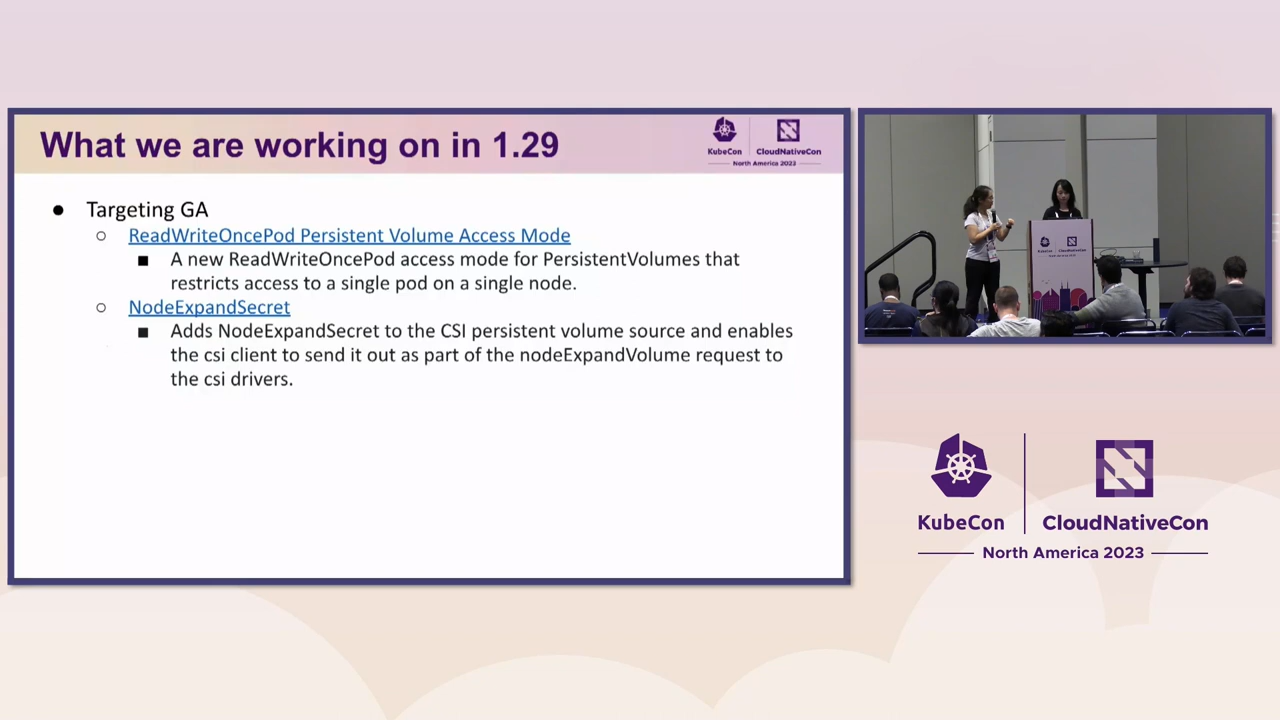 What we are working on in 1.29
KubeCon
CloudNativeCon
North America 2023
Targeting GA
ReadWriteOncePod Persistent Volume Access Mode
A new ReadWriteOncePod access mode for PersistentVolumes that
restricts access to a single pod on a single node.
NodeExpandSecret
Adds NodeExpandSecret to the CSI persistent volume source and enables
the csi client to send it out as part of the nodeExpandVolume request to
the csi drivers.
KubeCon
CloudNativeCon
North America 2023